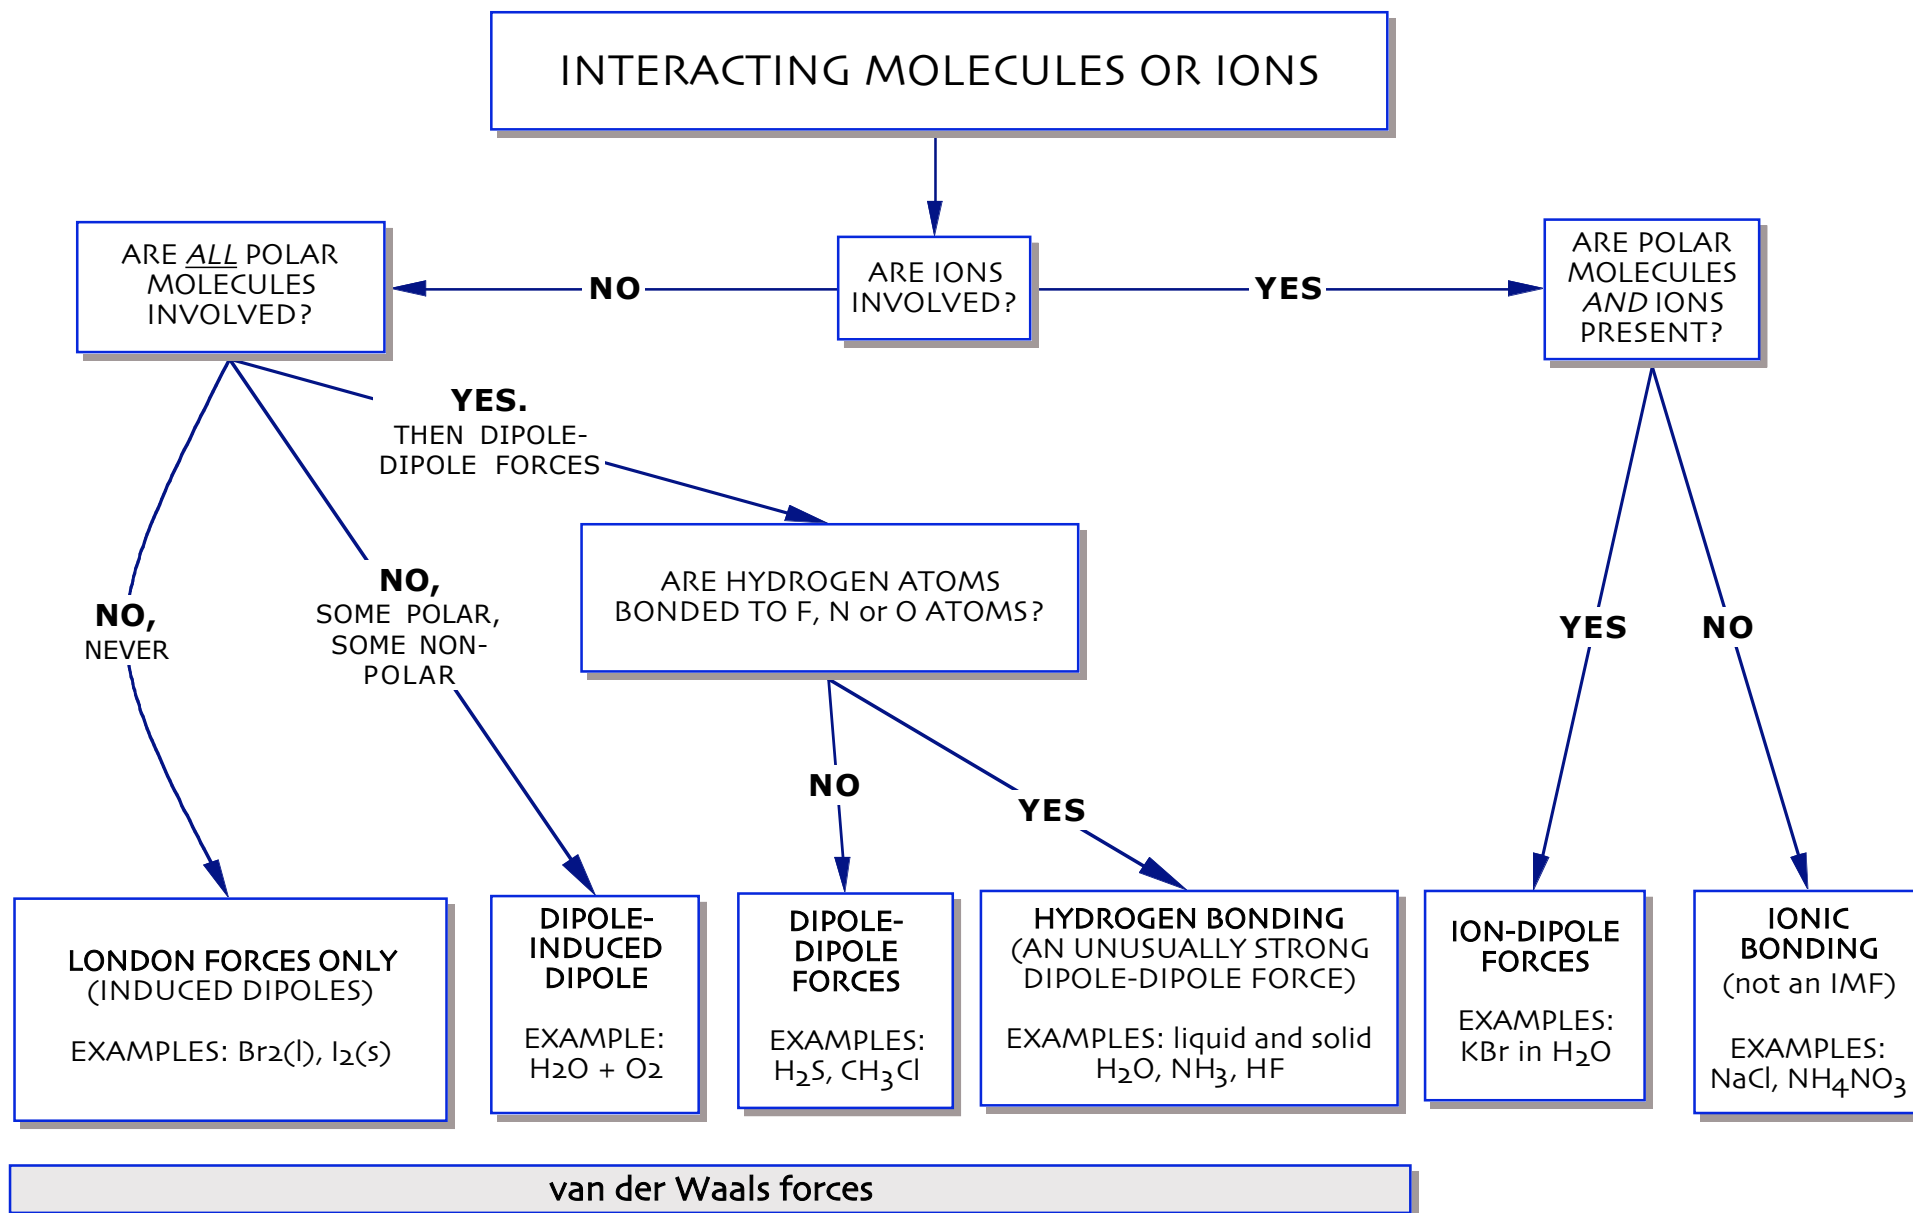 INTERACTING MOLECULES OR IONS
ARE ALL POLAR
MOLECULES
INVOLVED?
NO
ARE IONS
INVOLVED?
YES
ARE POLAR
MOLECULES
AND IONS
PRESENT?
YES.
THEN DIPOLE-
DIPOLE FORCES
NO,
NEVER
NO,
SOME POLAR,
SOME NON-
POLAR
ARE HYDROGEN ATOMS
BONDED TO F, N or O ATOMS?
YES
NO
NO
YES
LONDON FORCES ONLY
(INDUCED DIPOLES)
EXAMPLES: Br2(l), I₂(s)
DIPOLE-
INDUCED
DIPOLE
EXAMPLE:
H2O + O2
DIPOLE-
DIPOLE
FORCES
EXAMPLES:
H₂S, CH₃Cl
HYDROGEN BONDING
(AN UNUSUALLY STRONG
DIPOLE-DIPOLE FORCE)
EXAMPLES: liquid and solid
H₂O, NH₃, HF
ION-DIPOLE
FORCES
EXAMPLES:
KBr in H₂O
IONIC
BONDING
(not an IMF)
EXAMPLES:
NaCl, NH₄NO₃
van der Waals forces